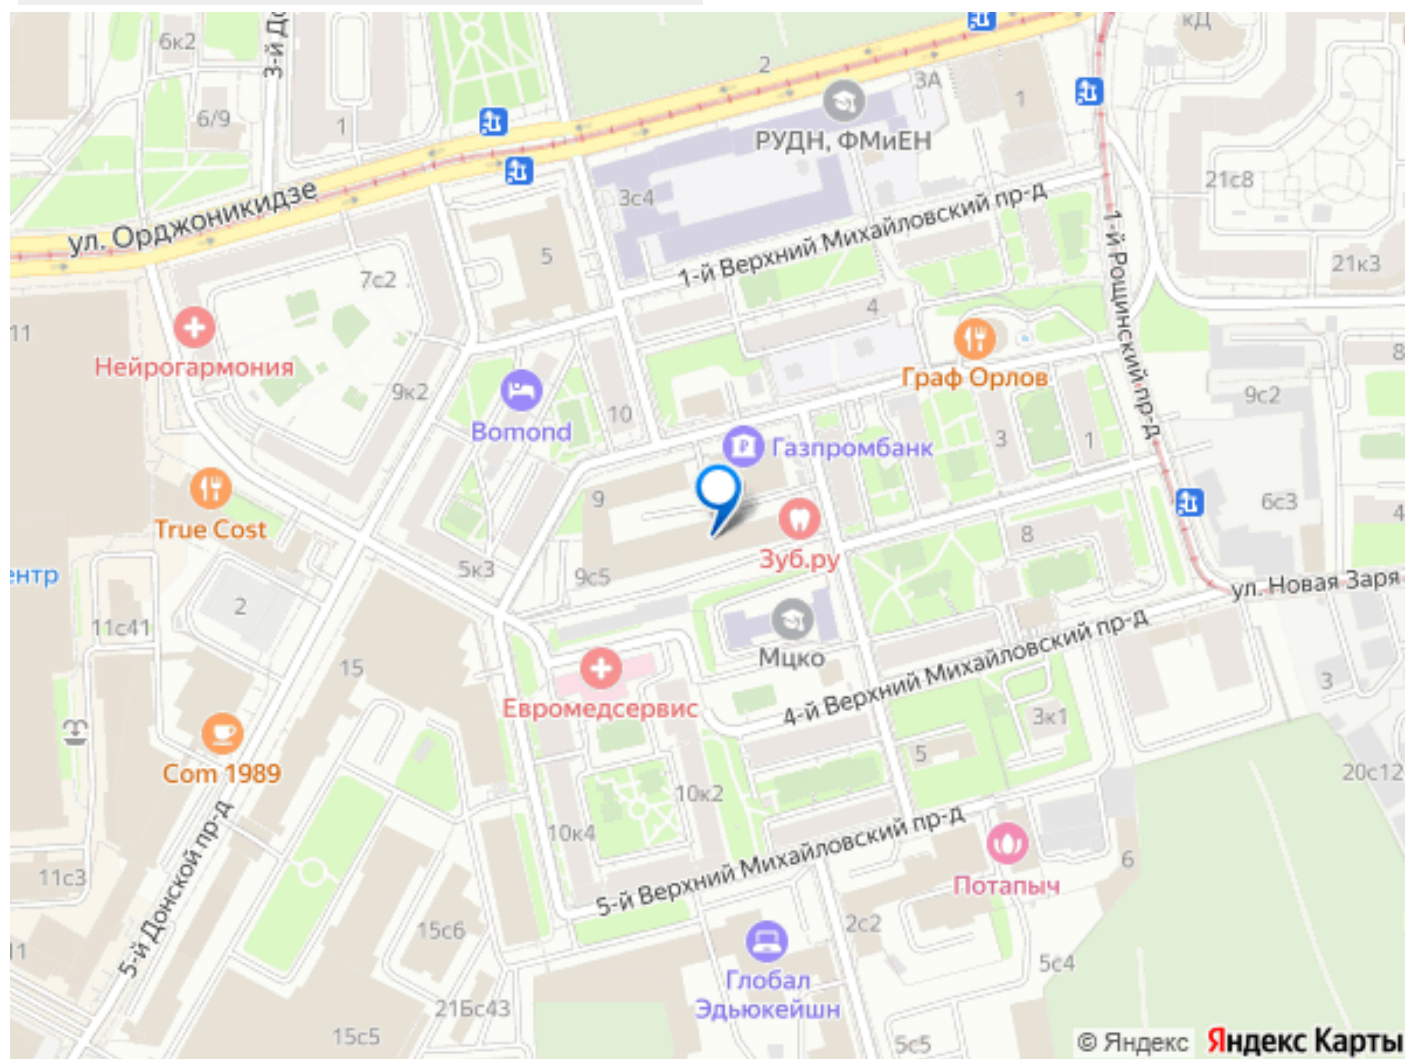 6к2
3-й До
кД
2
3А
1
6/9
1
РУДН, ФМиЕН
21с8
3с4
ул. Орджоникидзе
1-й Верхний Михайловский пр-д
1-й Рощинский пр-д
5
7с2
21к3
11
4
Нейрогармония
8
Граф Орлов
9к2
9с2
10
Bomond
3
1
Газпромбанк
9
6с3
4
True Cost
8
Зуб.ру
5к3
9с5
ентр
ул. Новая Заря
2
11с41
Мцко
15
4-й Верхний Михайловский пр-д
3
Евромедсервис
3к1
5
Com 1989
20с12
10к2
10к4
5-й Верхний Михайловский пр-д
5-й Донской пр-д
6
11с3
Потапыч
15с6
2с2
11
5с4
Глобал
Эдьюкейшн
21Бс43
15с5
5с5
© Яндекс
Яндекс Карты